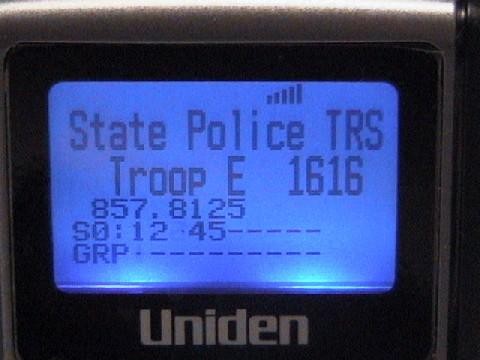 State Police TRS
Troop E 1616
857.8125
S0:12 45-----
GRP----------
Uniden